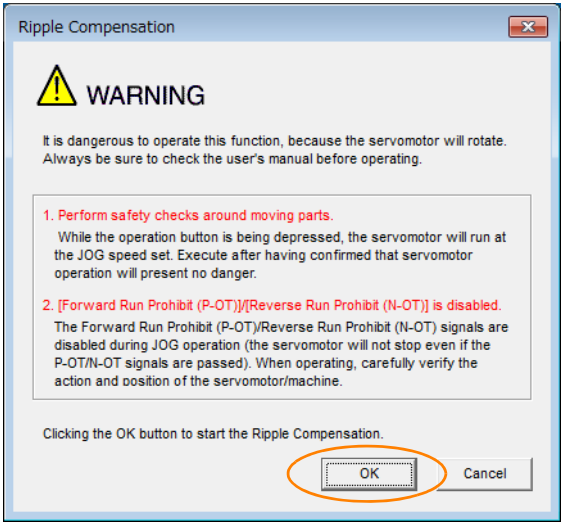 Ripple Compensation
WARNING
It is dangerous to operate this function, because the servomotor will rotate.
Always be sure to check the user's manual before operating.
1. Perform safety checks around moving parts.
While the operation button is being depressed, the servomotor will run at
the JOG speed set. Execute after having confirmed that servomotor
operation will present no danger.
2. [Forward Run Prohibit (P-OT)]/[Reverse Run Prohibit (N-OT)] is disabled.
The Forward Run Prohibit (P-OT)/Reverse Run Prohibit (N-OT) signals are
disabled during JOG operation (the servomotor will not stop even if the
P-OT/N-OT signals are passed). When operating, carefully verify the
action and position of the servomotor/machine.
Clicking the OK button to start the Ripple Compensation.
OK
Cancel